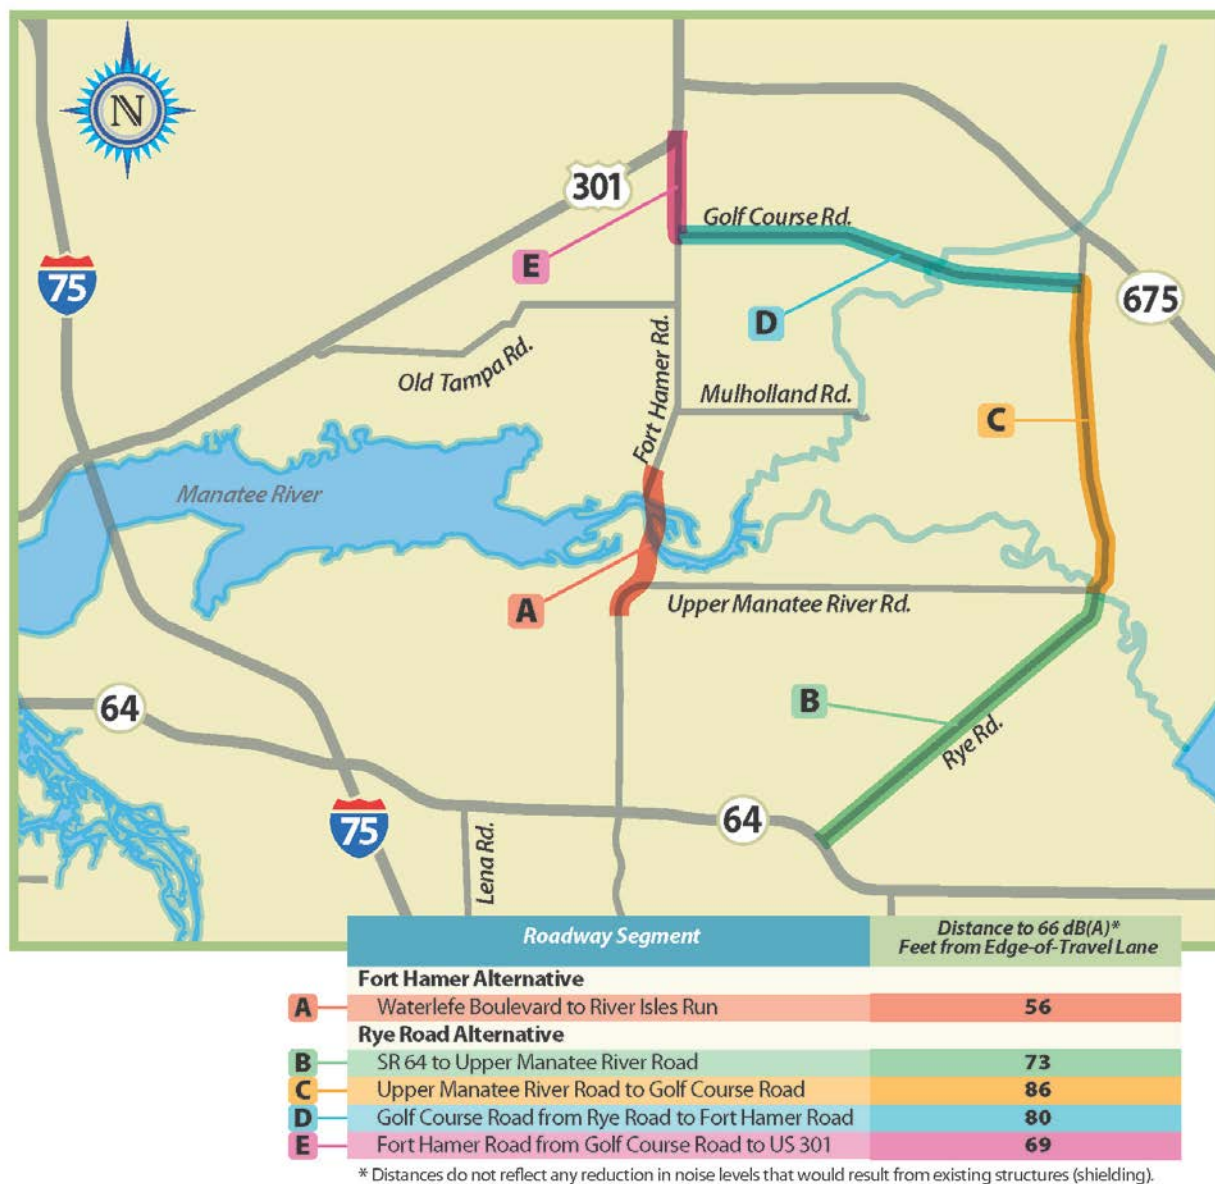 N
301
Golf Course Rd.
E
75
D
675
Old Tampa Rd.
Fort Hamer Rd.
Mulholland Rd.
C
Manatee River
A
Upper Manatee River Rd.
B
64
Rye Rd.
75
64
Lena Rd.
Roadway Segment
Distance to 66 dB(A)*
Feet from Edge-of-Travel Lane
Fort Hamer Alternative
A Waterlefe Boulevard to River Isles Run 56
Rye Road Alternative
B SR 64 to Upper Manatee River Road 73
C Upper Manatee River Road to Golf Course Road 86
D Golf Course Road from Rye Road to Fort Hamer Road 80
E Fort Hamer Road from Golf Course Road to US 301 69
* Distances do not reflect any reduction in noise levels that would result from existing structures (shielding).